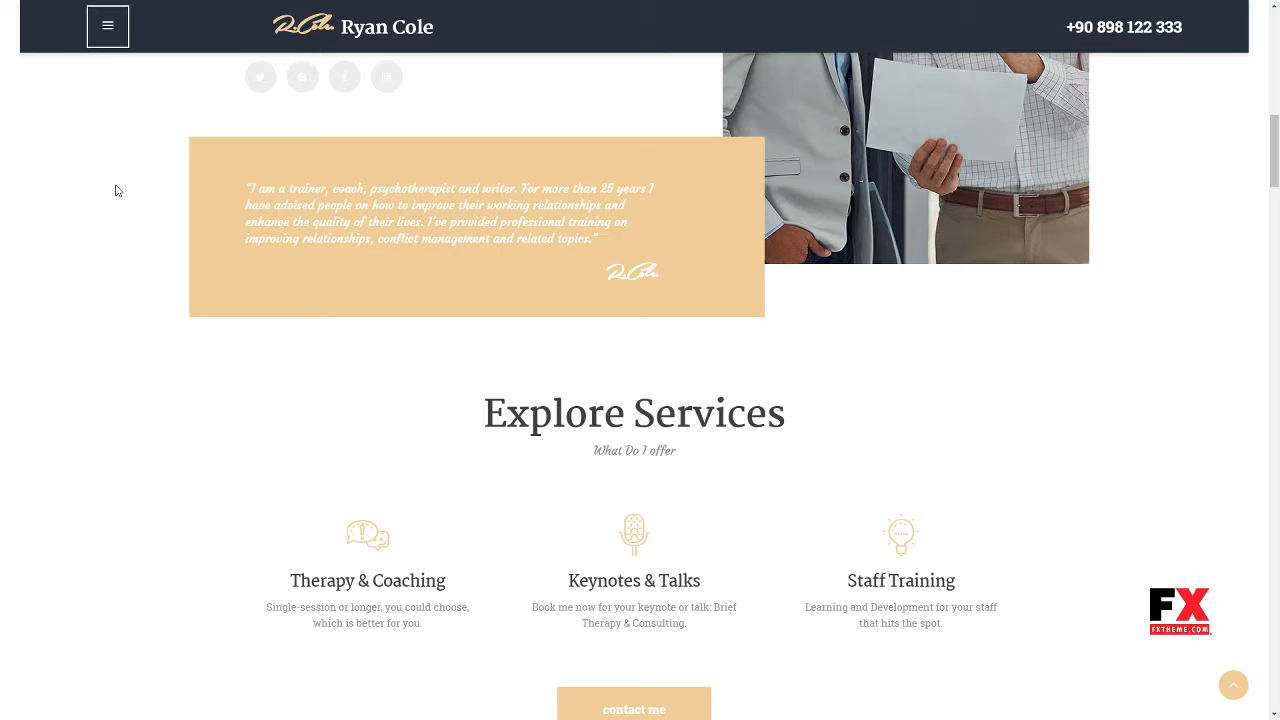 R.Cole. Ryan Cole
+90 898 122 333
"I am a trainer, coach, psychotherapist and writer. For more than 25 years I
have advised people on how to improve their working relationships and
enhance the quality of their lives. I've provided professional training on
improving relationships, conflict management and related topics."
R.Cole.
Explore Services
What Do I offer
Therapy & Coaching
Single-session or longer, you could choose,
which is better for you.
Keynotes & Talks
Book me now for your keynote or talk: Brief
Therapy & Consulting.
Staff Training
Learning and Development for your staff
that hits the spot.
FX
FXTHEME.COM
contact me